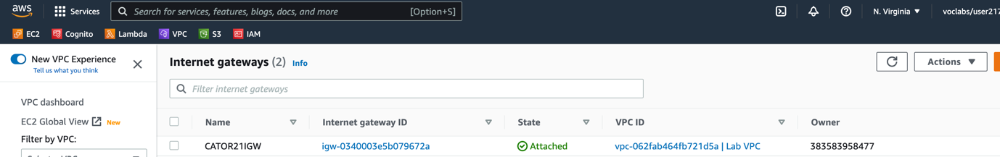 aws Services Search for services, features, blogs, docs, and more [Option+S] N. Virginia ▼ voclabs/user217
EC2 Cognito Lambda VPC S3 IAM
New VPC Experience
Tell us what you think
Internet gateways (2) Info
Actions ▼
Filter internet gateways
VPC dashboard
EC2 Global View New
Filter by VPC:
Name Internet gateway ID State VPC ID Owner
CATOR21IGW igw-0340003e5b079672a Attached vpc-062fab464fb721d5a | Lab VPC 383583958477